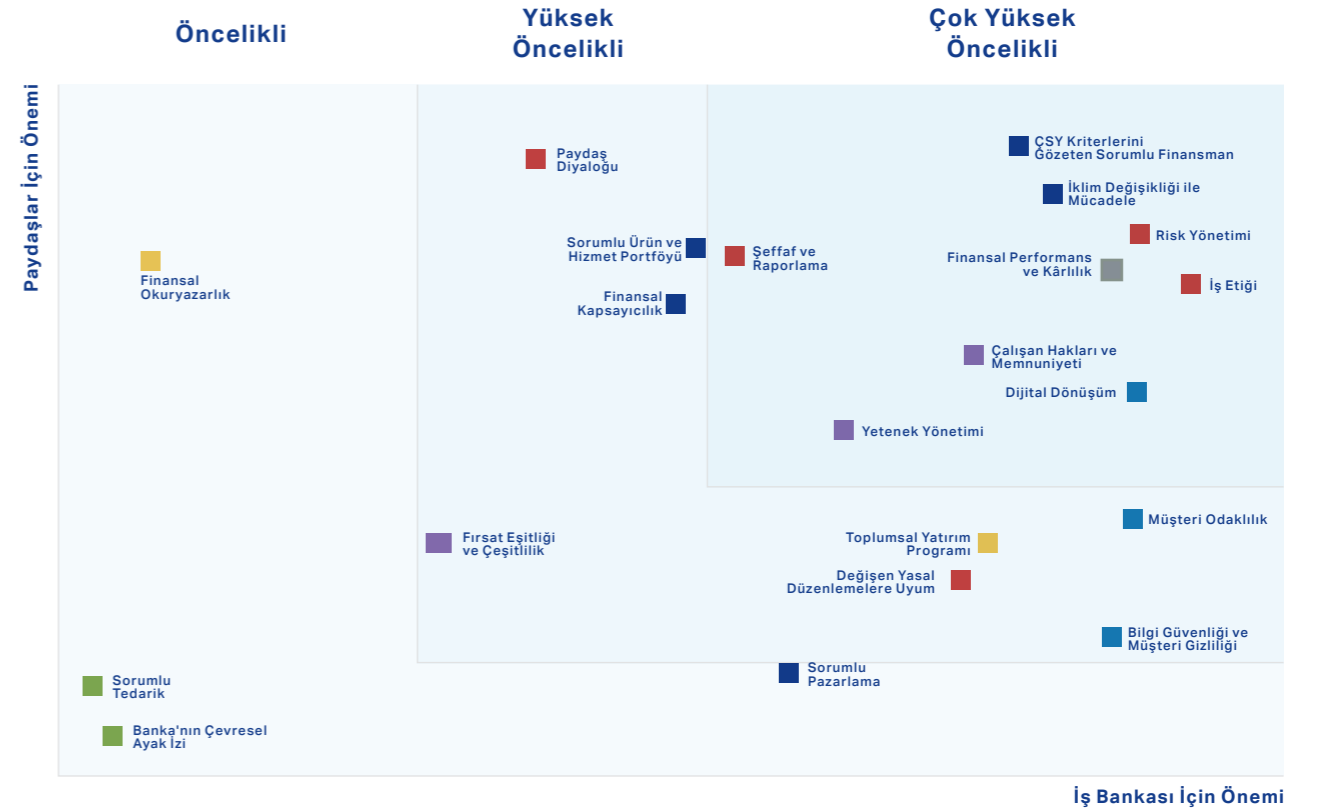 Öncelikli
Yüksek
Öncelikli
Çok Yüksek
Öncelikli
Paydaşlar İçin Önemi
Paydaş
Diyaloğu
ÇSY Kriterlerini
Gözeten Sorumlu Finansman
İklim Değişikliği ile
Mücadele
Sorumlu Ürün ve
Hizmet Portföyü
Şeffaf ve
Raporlama
Risk Yönetimi
Finansal Performans
ve Kârlılık
İş Etiği
Finansal
Okuryazarlık
Finansal
Kapsayıcılık
Çalışan Hakları ve
Memnuniyeti
Dijital Dönüşüm
Yetenek Yönetimi
Müşteri Odaklılık
Fırsat Eşitliği
ve Çeşitlilik
Toplumsal Yatırım
Programı
Değişen Yasal
Düzenlemelere Uyum
Bilgi Güvenliği ve
Müşteri Gizliliği
Sorumlu
Pazarlama
Sorumlu
Tedarik
Banka'nın Çevresel
Ayak İzi
İş Bankası İçin Önemi